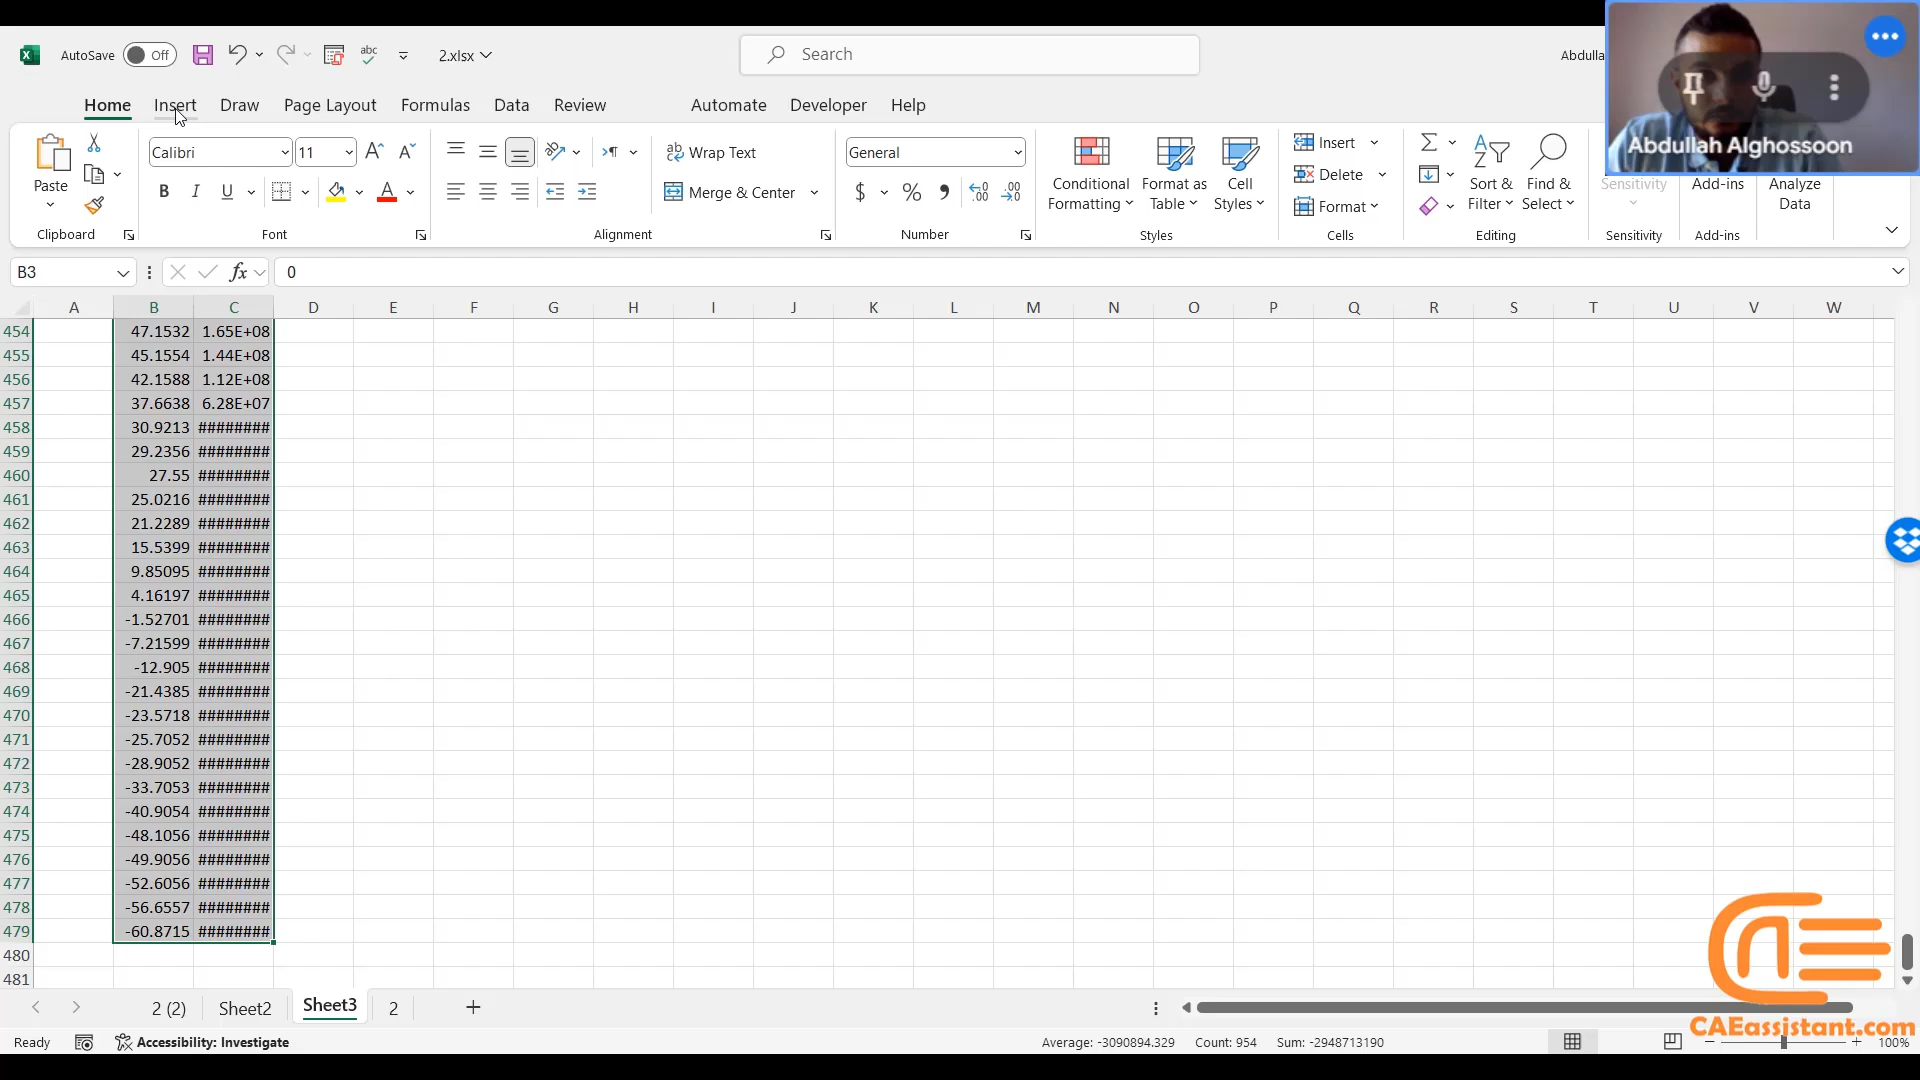 AutoSave Off abc 2.xlsx Search Abdulla
Home Insert Draw Page Layout Formulas Data Review Automate Developer Help
Abdullah Alghossoon
Paste
Clipboard
Calibri 11
B I U A
Font
ab Wrap Text
Merge & Center
Alignment
General
$ % ,
Number
Conditional Formatting
Format as Table
Cell Styles
Styles
Insert
Delete
Format
Cells
Sort & Filter
Find & Select
Editing
Sensitivity
Sensitivity
Add-ins
Add-ins
Analyze Data
B3 fx 0
A B C D E F G H I J K L M N O P Q R S T U V W
454 47.1532 1.65E+08
455 45.1554 1.44E+08
456 42.1588 1.12E+08
457 37.6638 6.28E+07
458 30.9213 ########
459 29.2356 ########
460 27.55 ########
461 25.0216 ########
462 21.2289 ########
463 15.5399 ########
464 9.85095 ########
465 4.16197 ########
466 -1.52701 ########
467 -7.21599 ########
468 -12.905 ########
469 -21.4385 ########
470 -23.5718 ########
471 -25.7052 ########
472 -28.9052 ########
473 -33.7053 ########
474 -40.9054 ########
475 -48.1056 ########
476 -49.9056 ########
477 -52.6056 ########
478 -56.6557 ########
479 -60.8715 ########
480
481
2 (2) Sheet2 Sheet3 2 +
CAEassistant.com
Ready Accessibility: Investigate Average: -3090894.329 Count: 954 Sum: -2948713190 100%